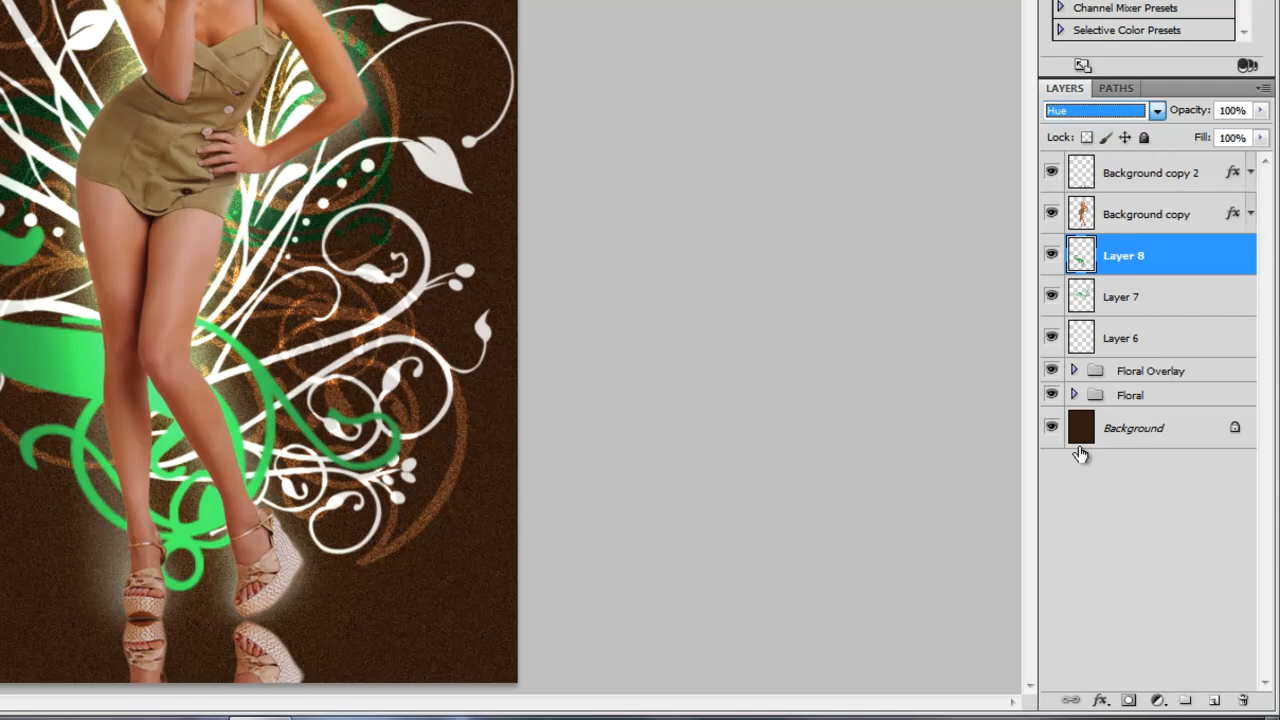 Channel Mixer Presets
Selective Color Presets
LAYERS PATHS
Hue Opacity: 100%
Lock: Fill: 100%
Background copy 2 fx
Background copy fx
Layer 8
Layer 7
Layer 6
Floral Overlay
Floral
Background
fx